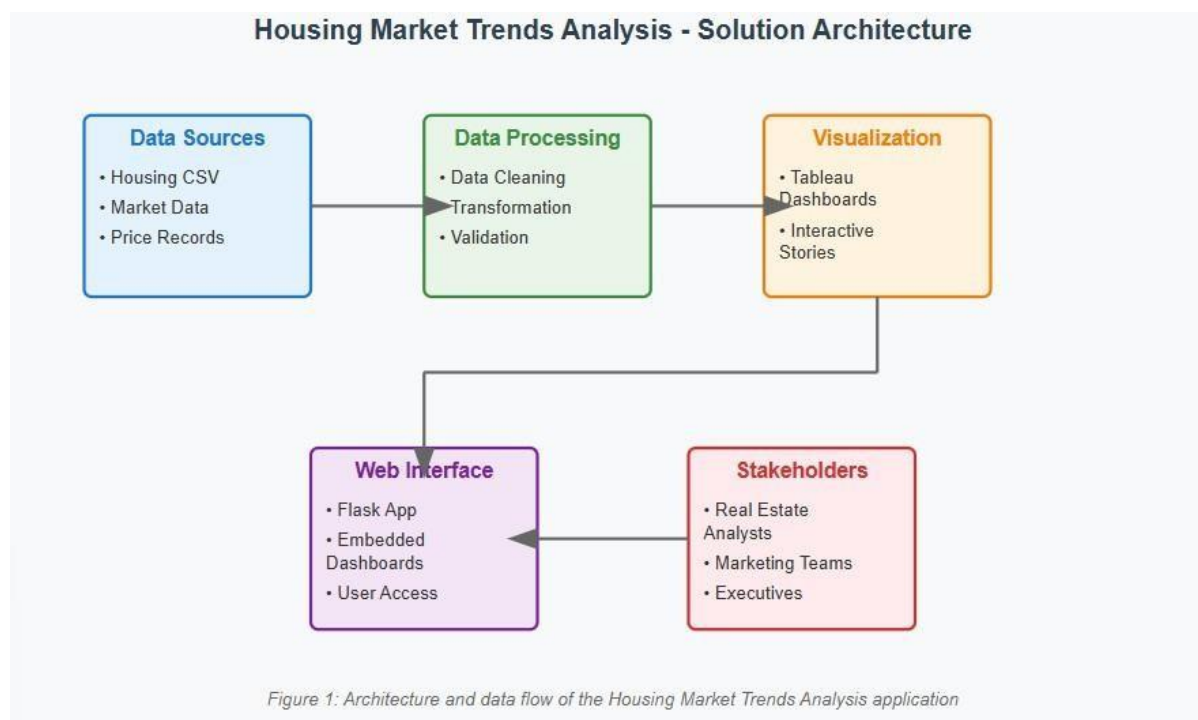 Housing Market Trends Analysis - Solution Architecture
Data Sources
• Housing CSV
• Market Data
• Price Records
Data Processing
• Data Cleaning
Transformation
• Validation
Visualization
• Tableau
Dashboards
• Interactive
Stories
Web Interface
• Flask App
• Embedded
Dashboards
• User Access
Stakeholders
• Real Estate
Analysts
• Marketing Teams
• Executives
Figure 1: Architecture and data flow of the Housing Market Trends Analysis application